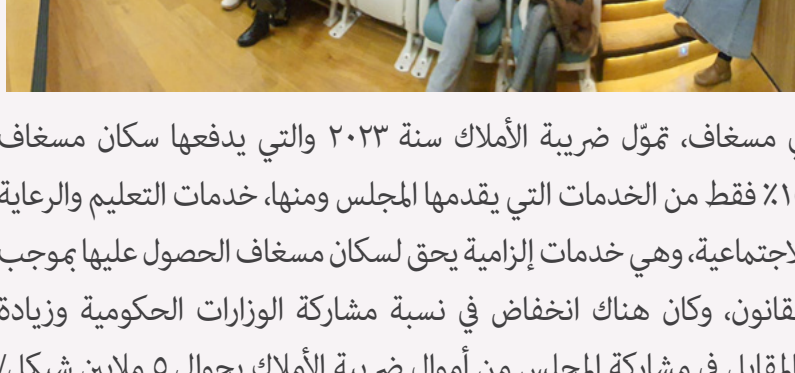 مسغاف، تموّل ضريبة الأملاك سنة ٢٠٢٣ والتي يدفعها سكان مسغاف
فقط من الخدمات التي يقدمها المجلس ومنها، خدمات التعليم والرعاية
لاجتماعية، وهي خدمات إلزامية يحق لسكان مسغاف الحصول عليها بموجب
لقانون، وكان هناك انخفاض في نسبة مشاركة الوزارات الحكومية وزيادة
لمقابل في مشاركة المجلس من أموال ضريبة الأملاك بحوالي ٥ ملايين شيكل/